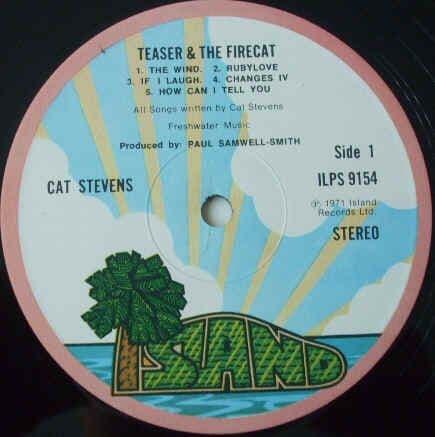 TEASER & THE FIRECAT
1. THE WIND. 2. RUBYLOVE
3. IF I LAUGH. 4. CHANGES IV
5. HOW CAN I TELL YOU
All Songs written by Cat Stevens
Freshwater Music
Produced by: PAUL SAMWELL-SMITH
Side 1
CAT STEVENS
ILPS 9154
℗ 1971 Island
Records Ltd.
STEREO
ISLAND